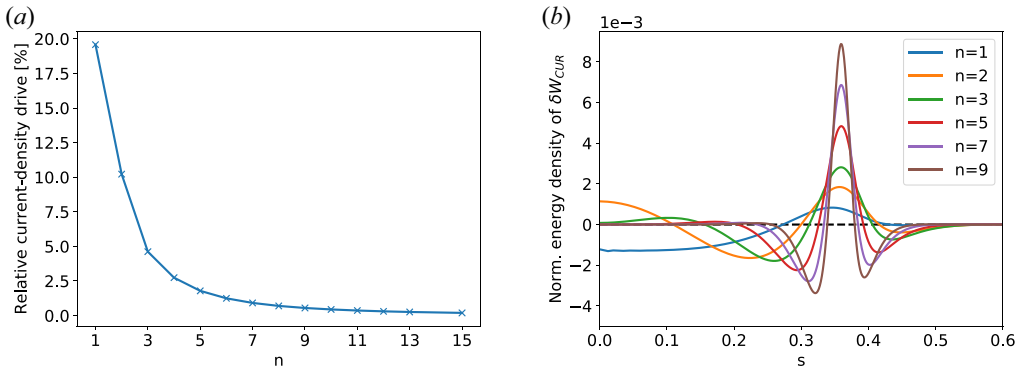 (a)
Relative current-density drive [%]
20.0
17.5
15.0
12.5
10.0
7.5
5.0
2.5
0.0
1 3 5 7 9 11 13 15
n
(b)
1e−3
Norm. energy density of δW_CUR
8
6
4
2
0
−2
−4
0.0 0.1 0.2 0.3 0.4 0.5 0.6
s
n=1
n=2
n=3
n=5
n=7
n=9